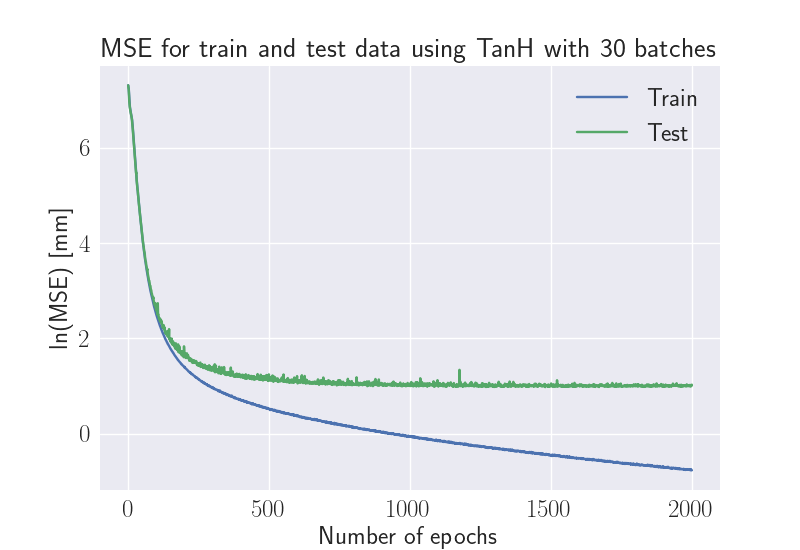 MSE for train and test data using TanH with 30 batches
Train
Test
ln(MSE) [mm]
6
4
2
0
0
500
1000
1500
2000
Number of epochs